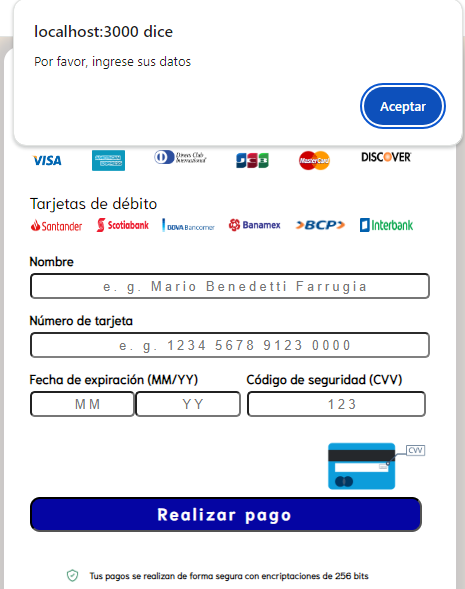 localhost:3000 dice
Por favor, ingrese sus datos
Aceptar
VISA
AMERICAN EXPRESS
Diners Club International
JCB
MasterCard
DISCOVER
Tarjetas de débito
Santander Scotiabank BBVA Bancomer Banamex BCP Interbank
Nombre
e. g. Mario Benedetti Farrugia
Número de tarjeta
e. g. 1234 5678 9123 0000
Fecha de expiración (MM/YY) Código de seguridad (CVV)
MM YY 123
CVV
Realizar pago
Tus pagos se realizan de forma segura con encriptaciones de 256 bits